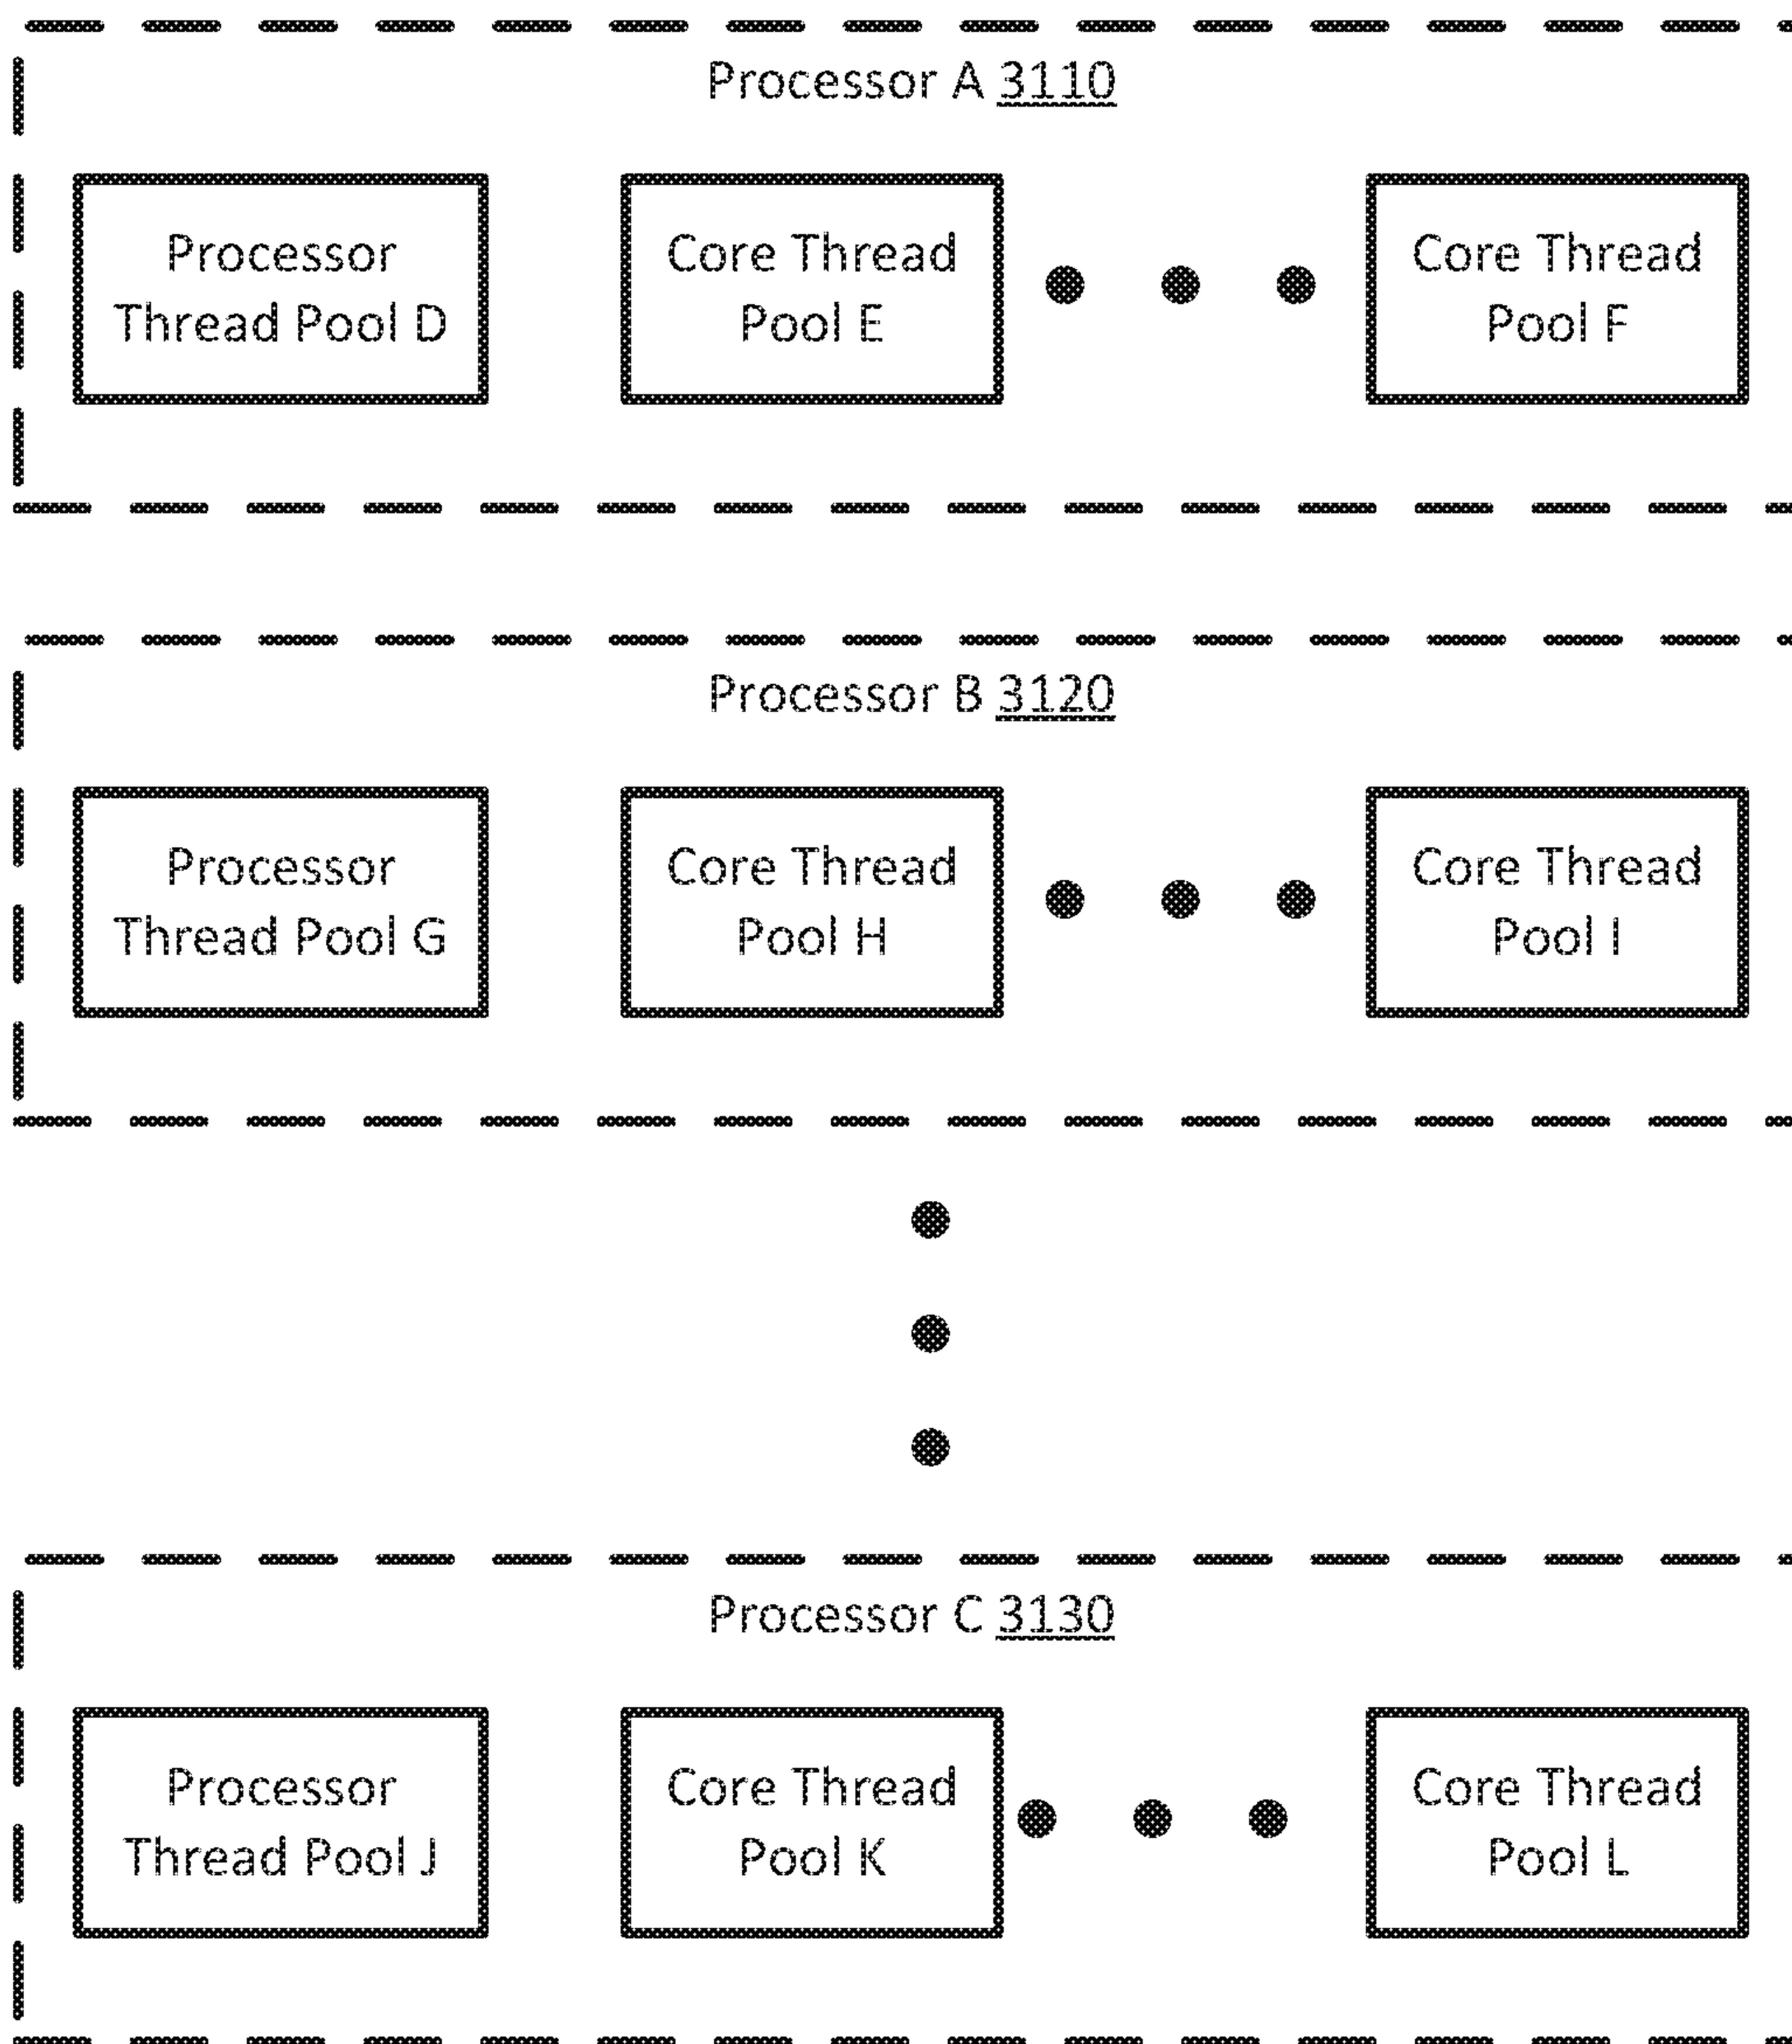 Processor A 3110
Processor
Thread Pool D
Core Thread
Pool E
Core Thread
Pool F
Processor B 3120
Processor
Thread Pool G
Core Thread
Pool H
Core Thread
Pool I
Processor C 3130
Processor
Thread Pool J
Core Thread
Pool K
Core Thread
Pool L